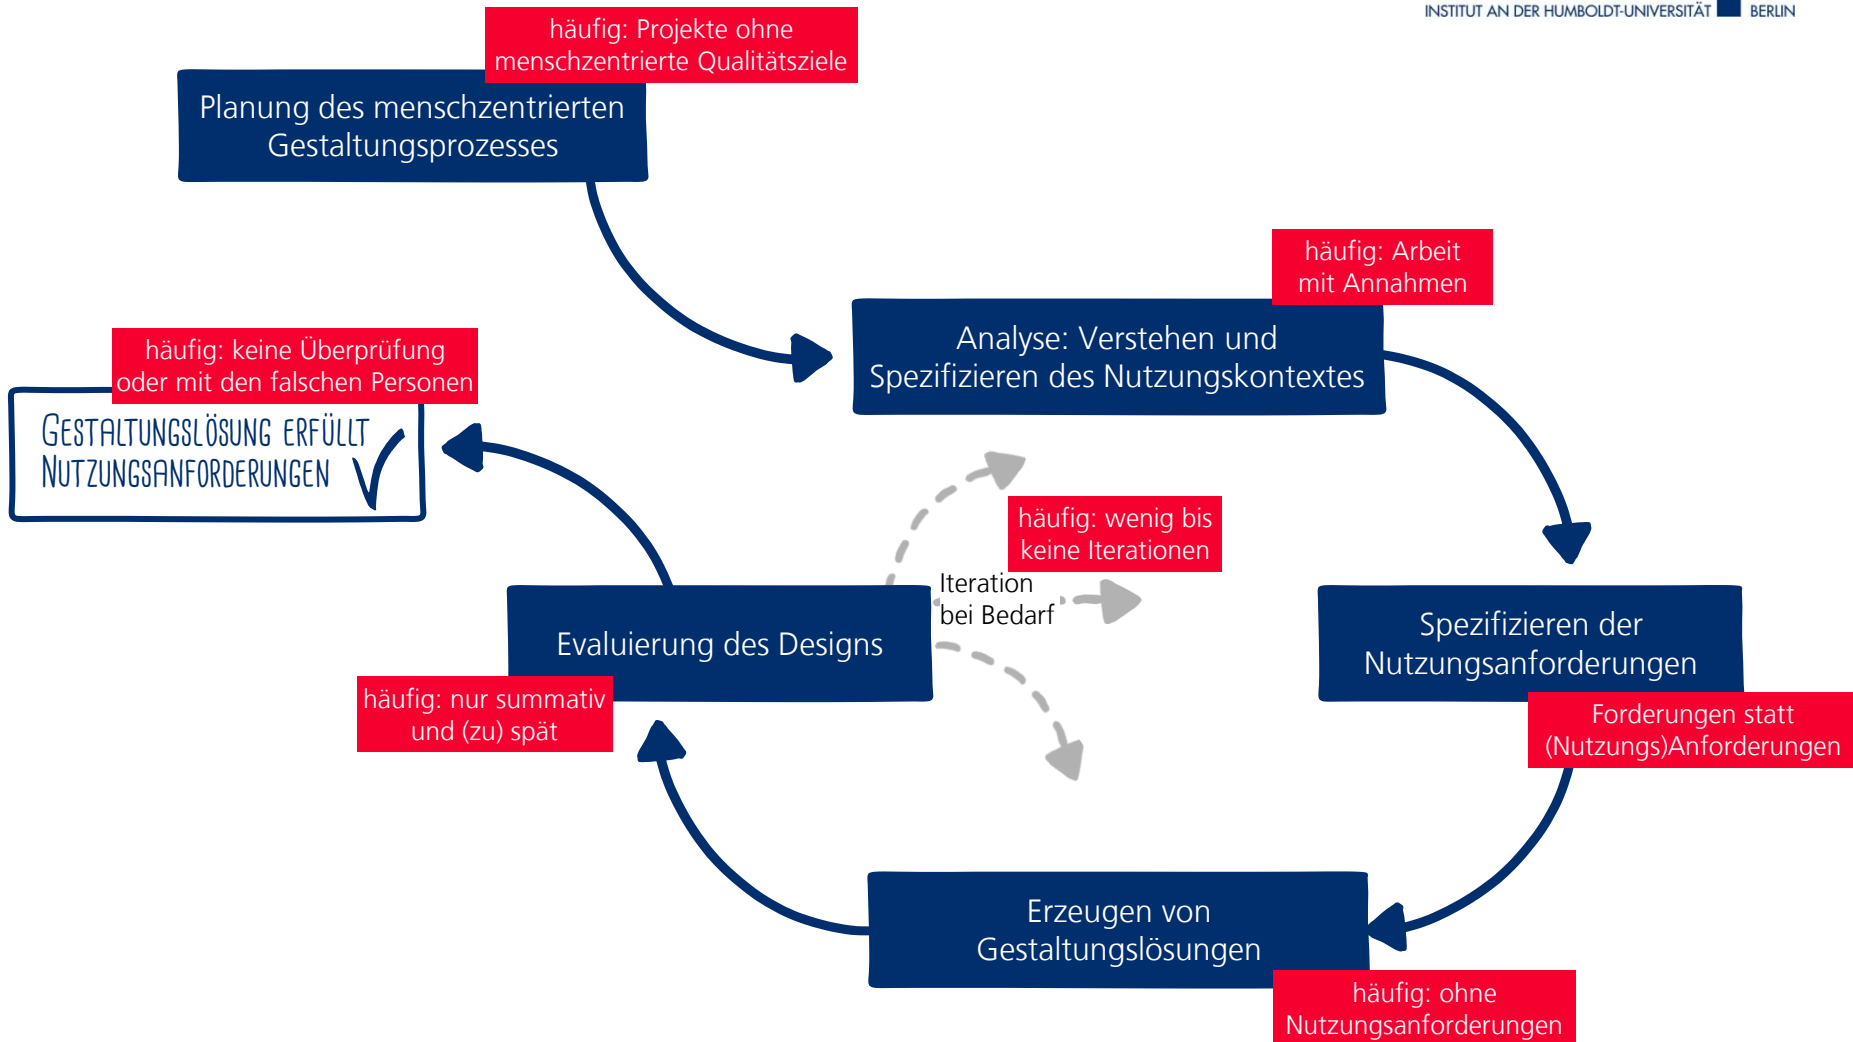 INSTITUT AN DER HUMBOLDT-UNIVERSITÄT BERLIN
häufig: Projekte ohne
menschzentrierte Qualitätsziele
Planung des menschzentrierten
Gestaltungsprozesses
häufig: Arbeit
mit Annahmen
Analyse: Verstehen und
Spezifizieren des Nutzungskontextes
häufig: keine Überprüfung
oder mit den falschen Personen
GESTALTUNGSLÖSUNG ERFÜLLT
NUTZUNGSANFORDERUNGEN
häufig: wenig bis
keine Iterationen
Iteration
bei Bedarf
Evaluierung des Designs
häufig: nur summativ
und (zu) spät
Spezifizieren der
Nutzungsanforderungen
Forderungen statt
(Nutzungs)Anforderungen
Erzeugen von
Gestaltungslösungen
häufig: ohne
Nutzungsanforderungen